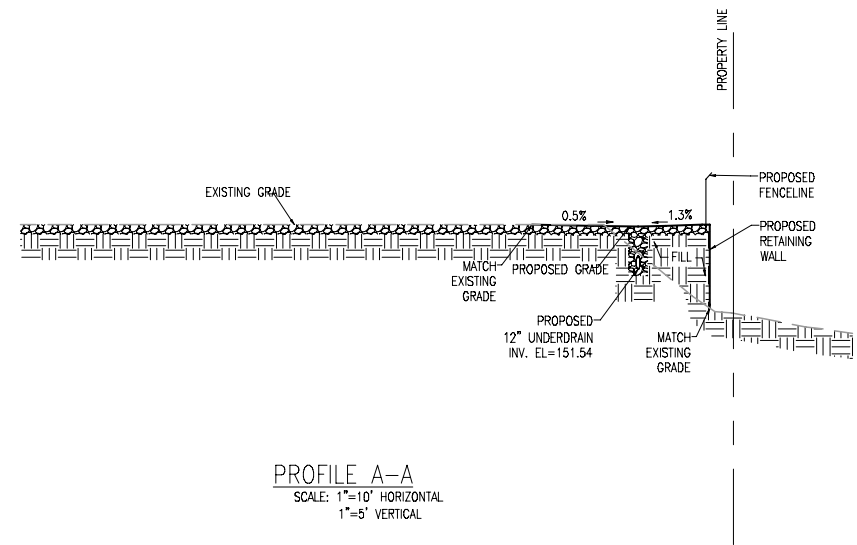 PROPERTY LINE
EXISTING GRADE
0.5%
1.3%
PROPOSED
FENCELINE
PROPOSED
RETAINING
WALL
MATCH
EXISTING
GRADE
PROPOSED GRADE
FILL
PROPOSED
12" UNDERDRAIN
INV. EL=151.54
MATCH
EXISTING
GRADE
PROFILE A-A
SCALE: 1"=10' HORIZONTAL
1"=5' VERTICAL